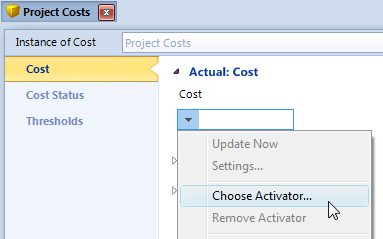 Project Costs
Instance of Cost Project Costs
Cost
Cost Status
Thresholds
Actual: Cost
Cost
Update Now
Settings...
Choose Activator...
Remove Activator